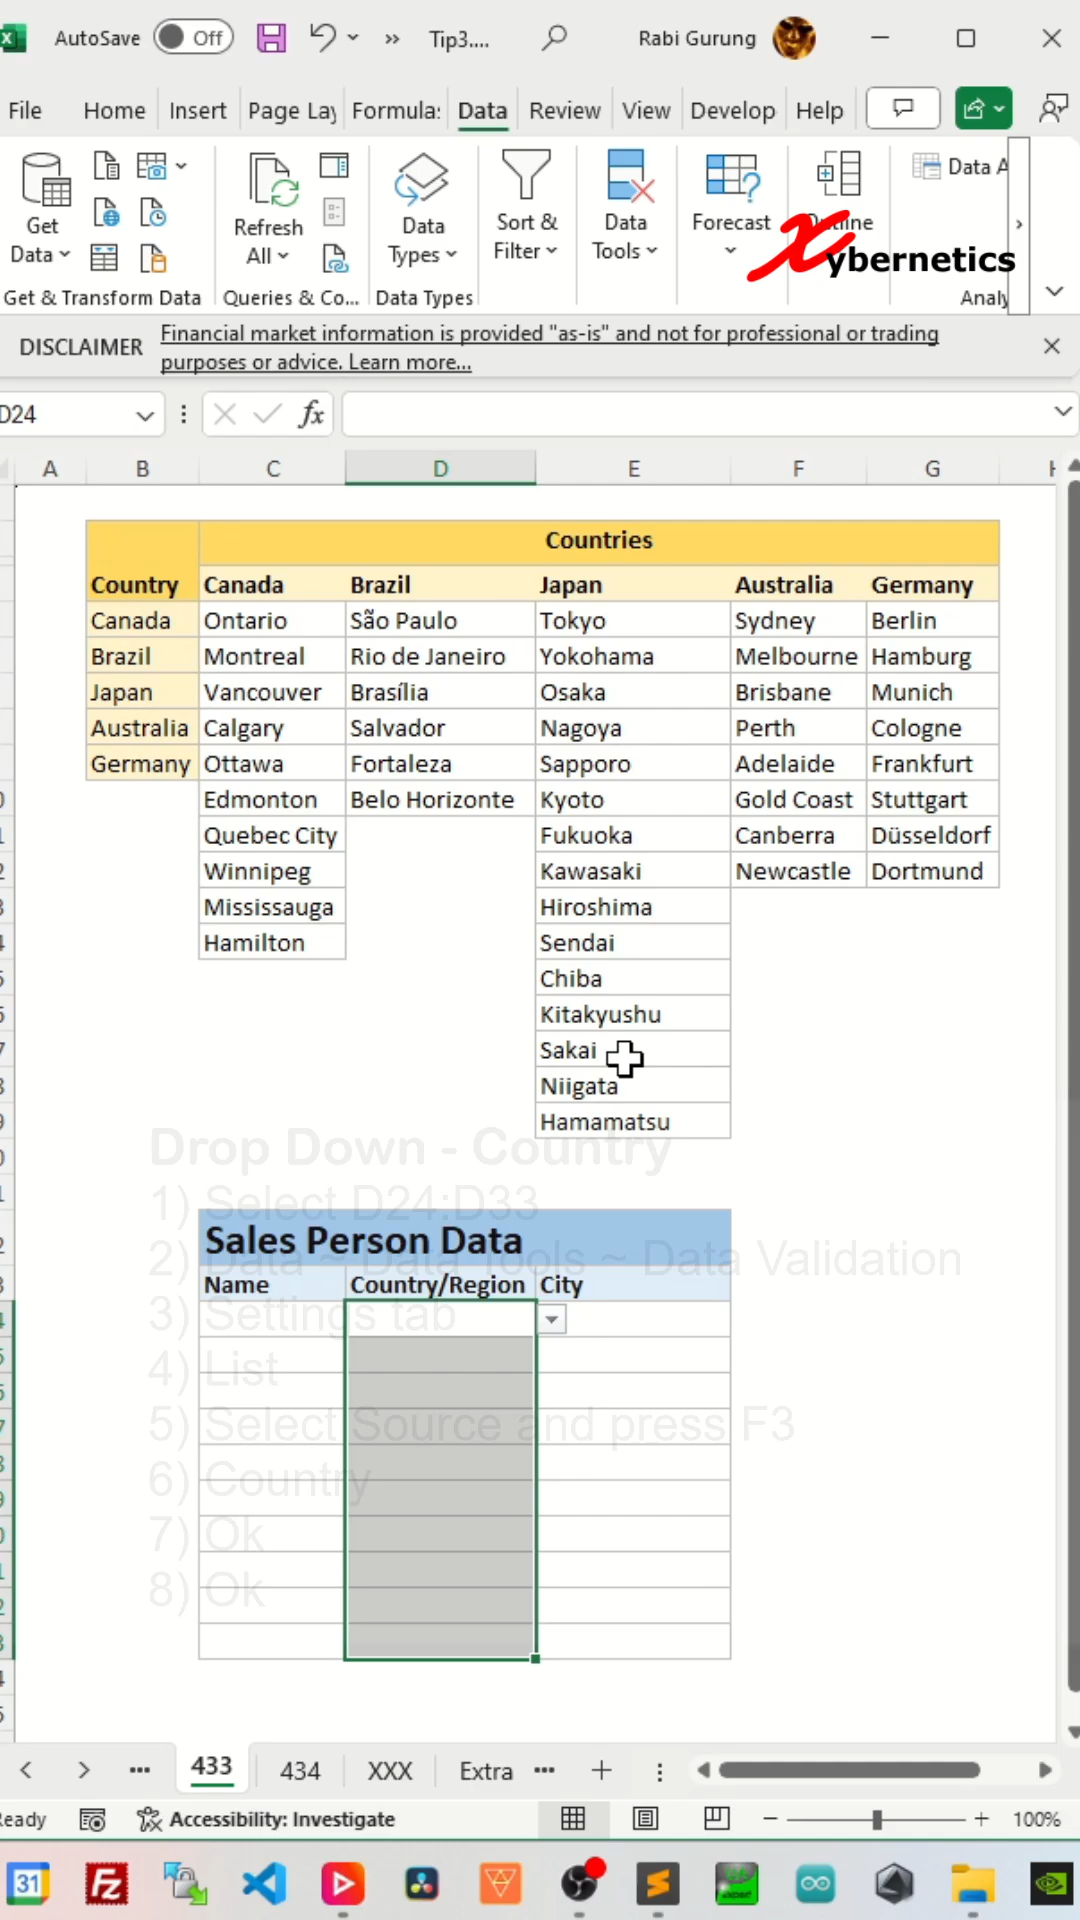 AutoSave Off Tip3.... Rabi Gurung
File Home Insert Page Lay Formula: Data Review View Develop Help
Get Data
Refresh All
Data Types
Sort & Filter
Data Tools
Forecast
Data A
Xybernetics
Get & Transform Data Queries & Co... Data Types Analy
DISCLAIMER Financial market information is provided "as-is" and not for professional or trading
purposes or advice. Learn more...
D24 fx
A B C D E F G
Countries
Country Canada Brazil Japan Australia Germany
Canada Ontario São Paulo Tokyo Sydney Berlin
Brazil Montreal Rio de Janeiro Yokohama Melbourne Hamburg
Japan Vancouver Brasília Osaka Brisbane Munich
Australia Calgary Salvador Nagoya Perth Cologne
Germany Ottawa Fortaleza Sapporo Adelaide Frankfurt
Edmonton Belo Horizonte Kyoto Gold Coast Stuttgart
Quebec City Fukuoka Canberra Düsseldorf
Winnipeg Kawasaki Newcastle Dortmund
Mississauga Hiroshima
Hamilton Sendai
Chiba
Kitakyushu
Sakai
Niigata
Hamamatsu
Drop Down - Country
1) Select D24:D33
Sales Person Data
2) Data ~ Data Tools ~ Data Validation
Name Country/Region City
3) Settings tab
4) List
5) Select Source and press F3
6) Country
7) Ok
8) Ok
433 434 XXX Extra
Accessibility: Investigate 100%
31 Fz